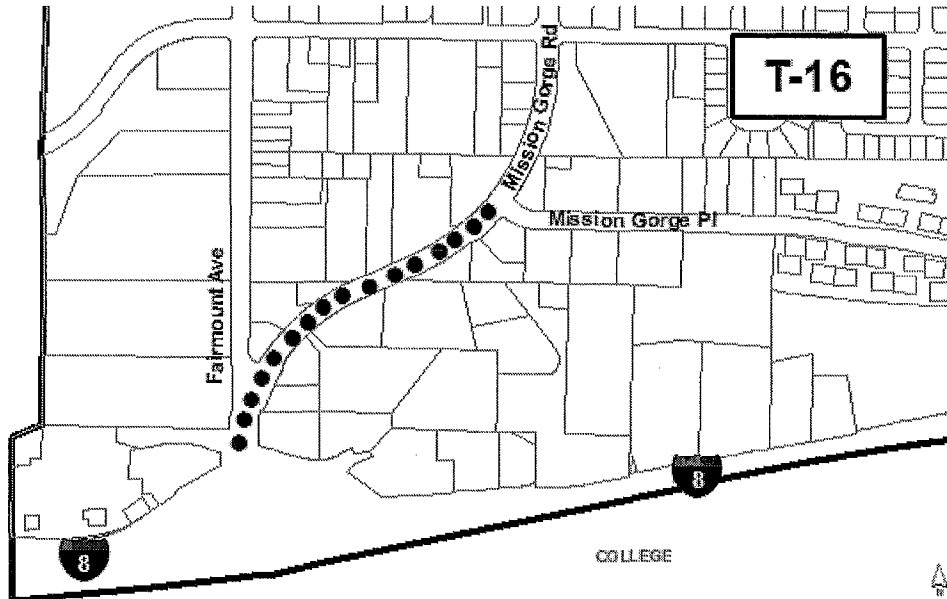 T-16
Mission Gorge Rd
Mission Gorge Pl
Fairmount Ave
8
8
COLLEGE